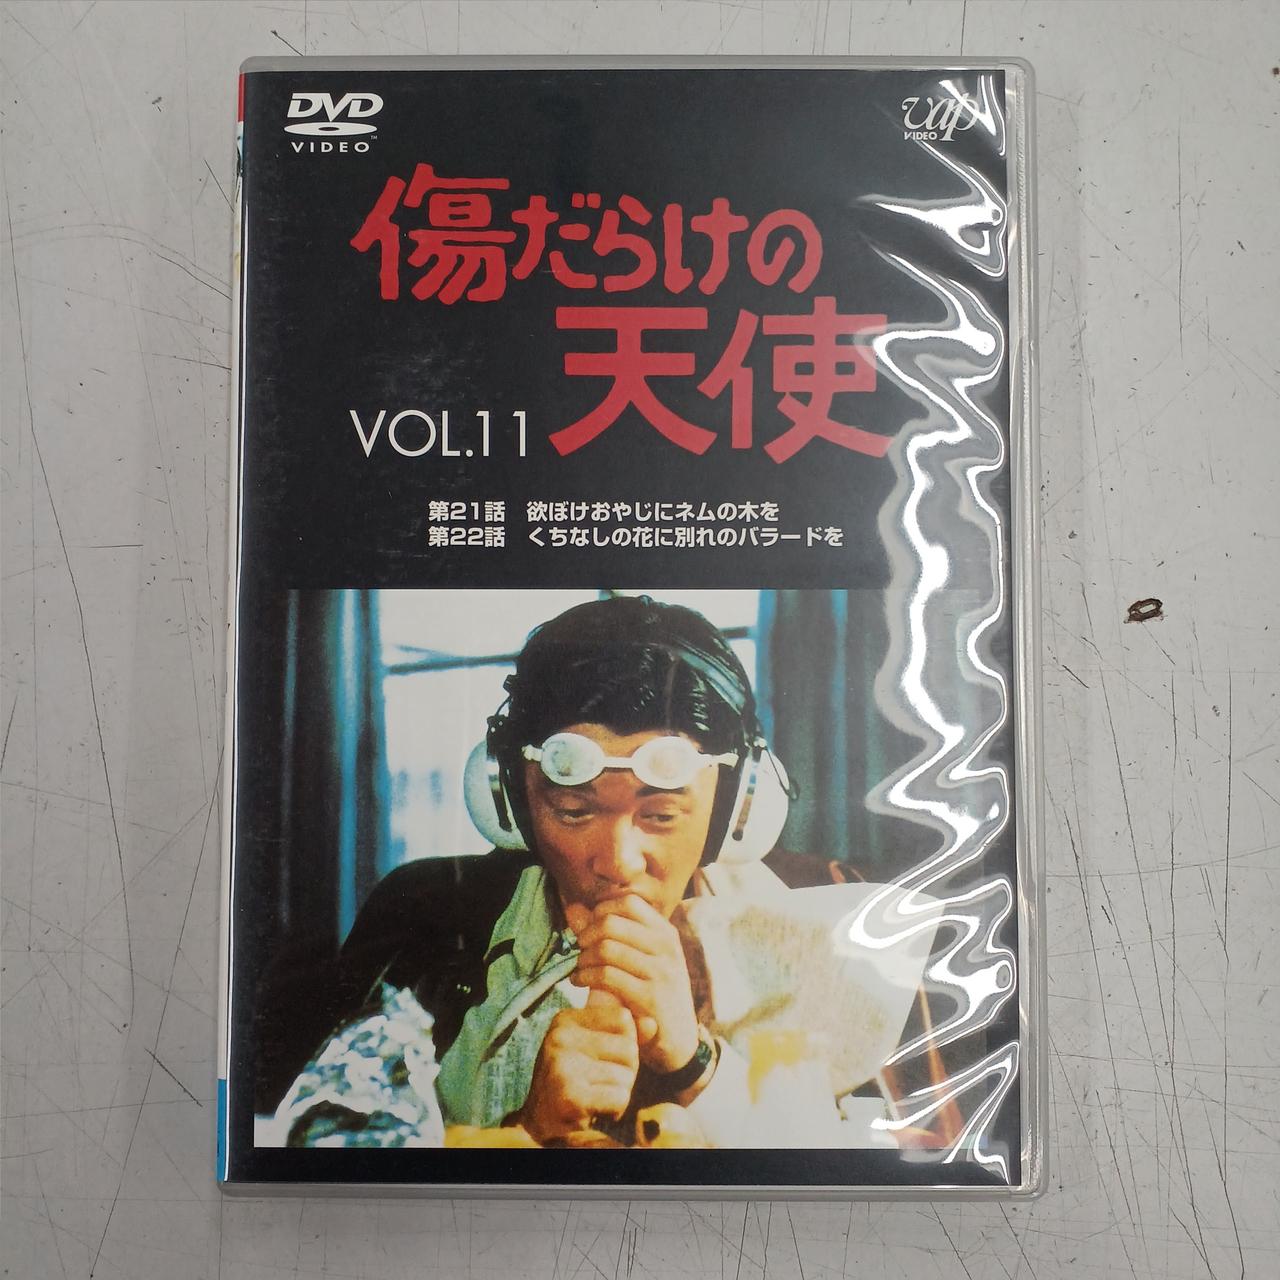 DVD
VIDEO
vap
VIDEO
傷だらけの
天使
VOL.11
第21話 欲ぼけおやじにネムの木を
第22話 くちなしの花に別れのバラードを